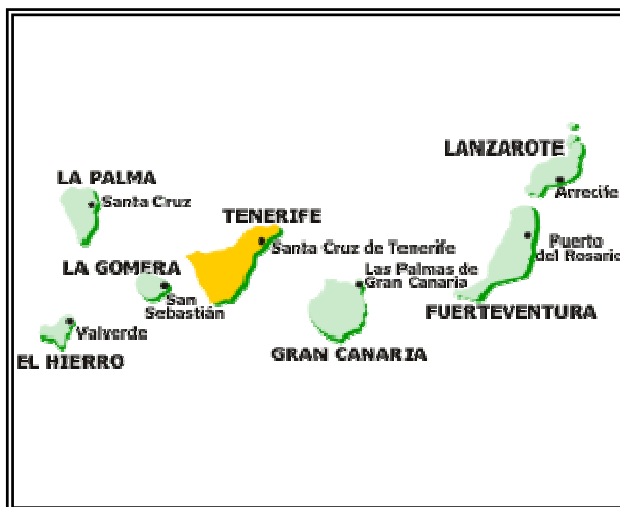 LANZAROTE
Arrecife
LA PALMA
Santa Cruz
TENERIFE
Santa Cruz de Tenerife
Puerto
del Rosario
LA GOMERA
San
Sebastián
Las Palmas de
Gran Canaria
FUERTEVENTURA
Valverde
EL HIERRO
GRAN CANARIA